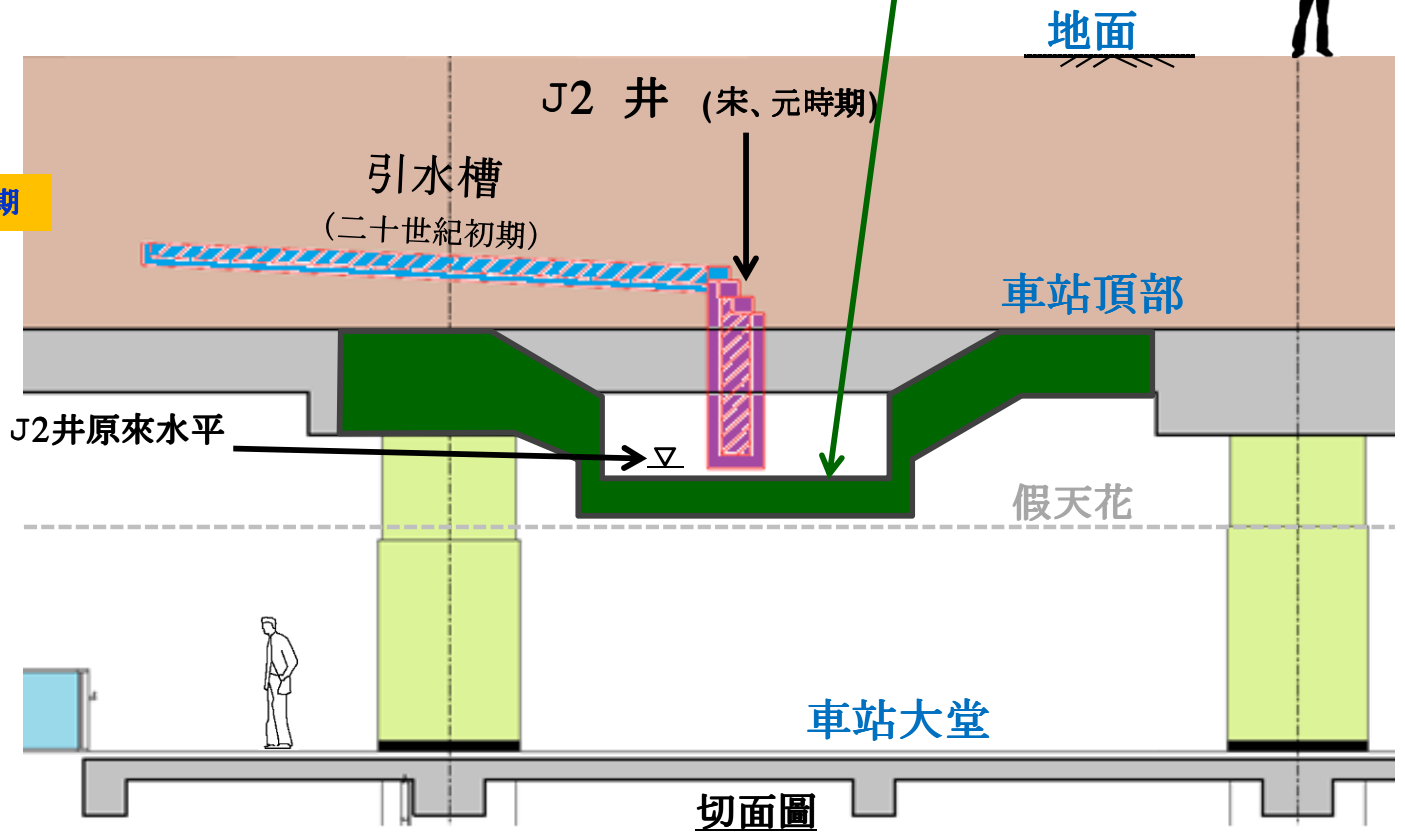 地面
J2 井 (宋、元時期)
引水槽
(二十世紀初期)
期
車站頂部
J2井原來水平
假天花
車站大堂
切面圖